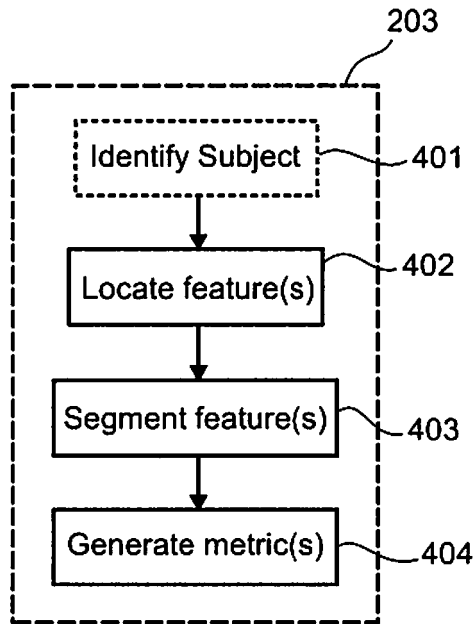 203
Identify Subject
401
Locate feature(s)
402
Segment feature(s)
403
Generate metric(s)
404